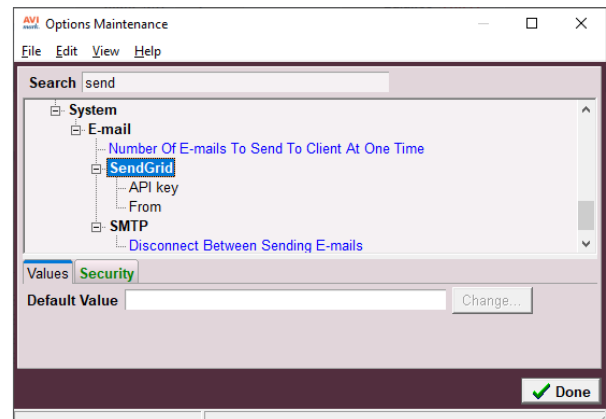 AVI mark Options Maintenance
File Edit View Help
Search send
System
E-mail
Number Of E-mails To Send To Client At One Time
SendGrid
API key
From
SMTP
Disconnect Between Sending E-mails
Values Security
Default Value Change...
Done